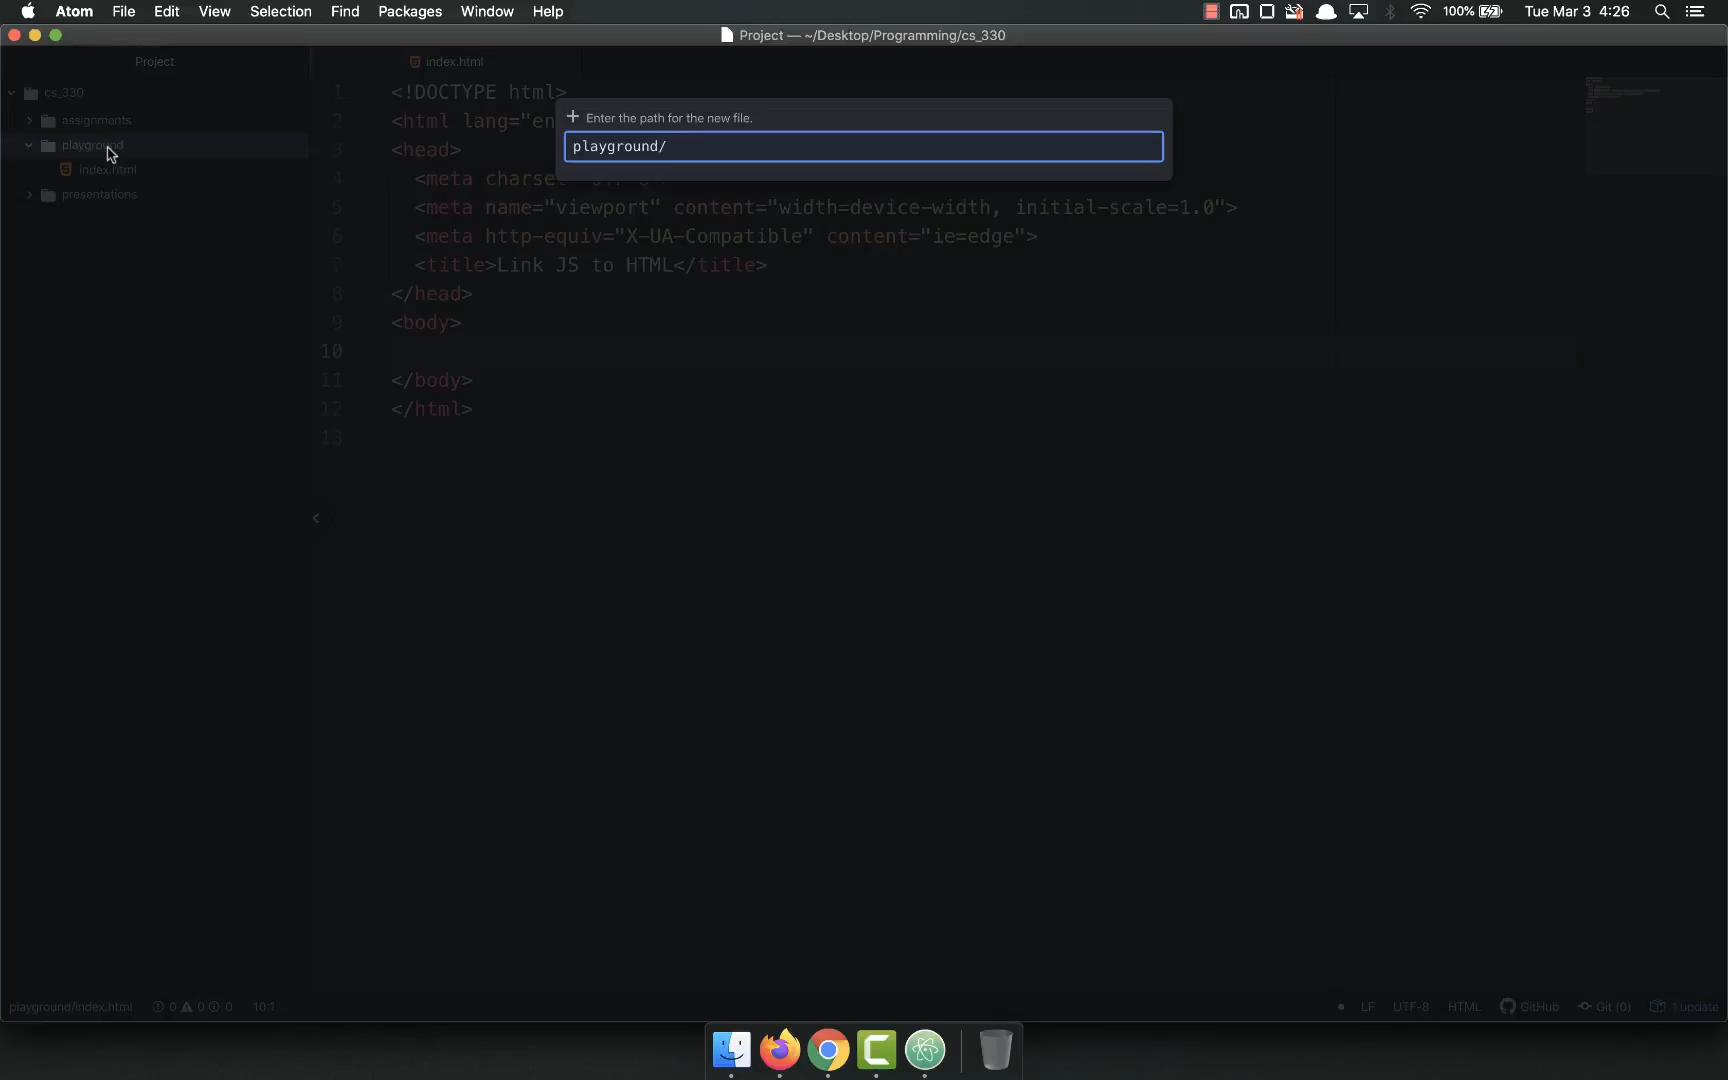 Atom File Edit View Selection Find Packages Window Help 100% Tue Mar 3 4:26
Project — ~/Desktop/Programming/cs_330
Project
index.html
cs_330
assignments
playground
index.html
presentations
Enter the path for the new file.
playground/
1 <!DOCTYPE html>
2 <html lang="en
3 <head>
4 <meta charset
5 <meta name="viewport" content="width=device-width, initial-scale=1.0">
6 <meta http-equiv="X-UA-Compatible" content="ie=edge">
7 <title>Link JS to HTML</title>
8 </head>
9 <body>
10
11 </body>
12 </html>
13
playground/index.html 0 0 0 10:1 LF UTF-8 HTML GitHub Git (0) 1 update